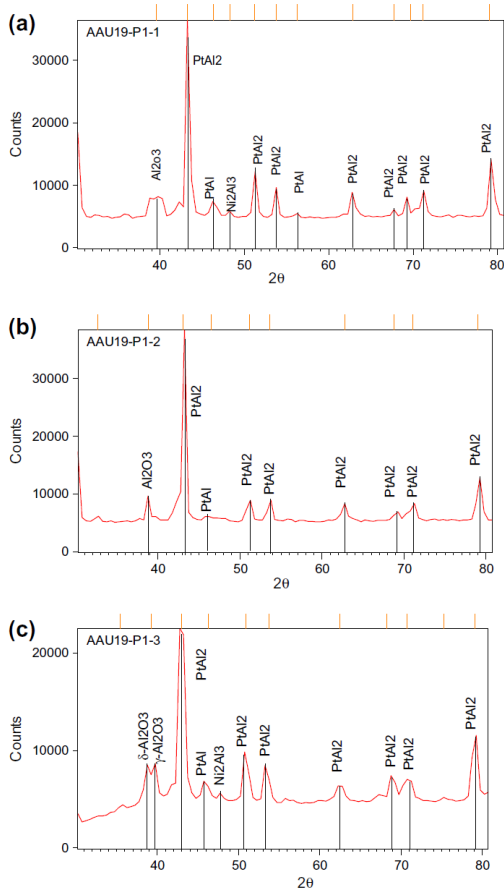 (a)
AAU19-P1-1
Counts
30000
20000
10000
0
Al2o3
PtAl2
PtAl
Ni2Al3
PtAl2
PtAl2
PtAl
PtAl2
PtAl2
PtAl2
PtAl2
PtAl2
40 50 60 70 80
2θ
(b)
AAU19-P1-2
Counts
30000
20000
10000
0
Al2O3
PtAl2
PtAl
PtAl2
PtAl2
PtAl2
PtAl2
PtAl2
PtAl2
40 50 60 70 80
2θ
(c)
AAU19-P1-3
Counts
20000
10000
0
δ-Al2O3
γ-Al2O3
PtAl2
PtAl
Ni2Al3
PtAl2
PtAl2
PtAl2
PtAl2
PtAl2
PtAl2
40 50 60 70 80
2θ